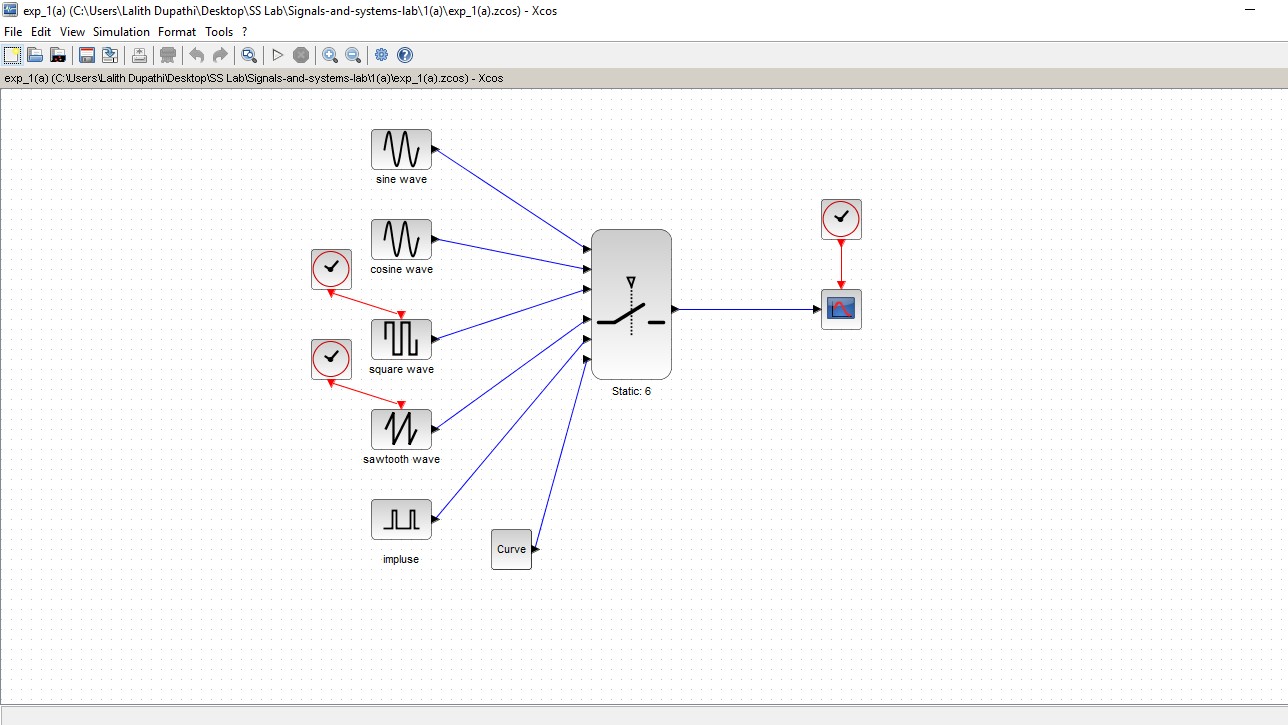 exp_1(a) (C:\Users\Lalith Dupathi\Desktop\SS Lab\Signals-and-systems-lab\1(a)\exp_1(a).zcos) - Xcos
File Edit View Simulation Format Tools ?
exp_1(a) (C:\Users\Lalith Dupathi\Desktop\SS Lab\Signals-and-systems-lab\1(a)\exp_1(a).zcos) - Xcos
sine wave
cosine wave
square wave
Static: 6
sawtooth wave
Curve
impluse